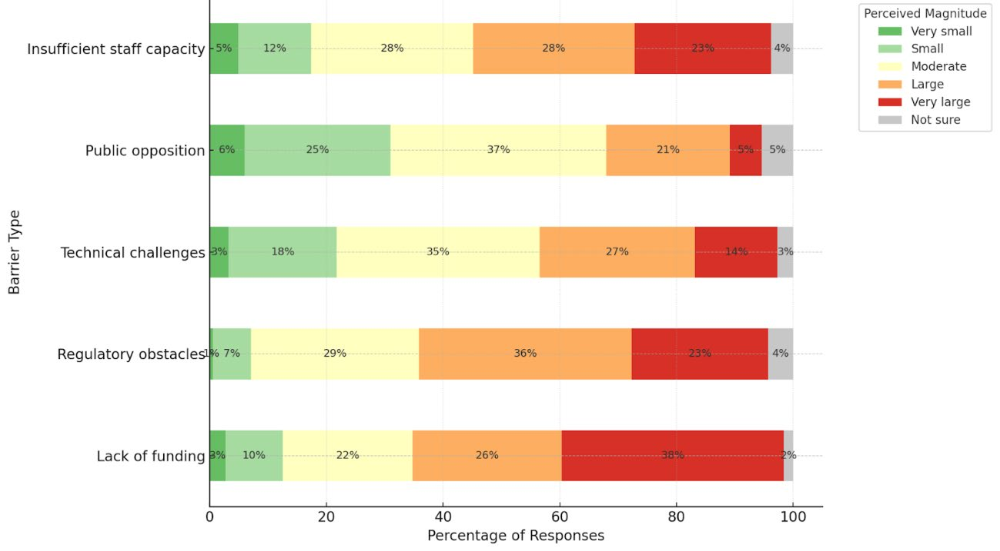 Perceived Magnitude
Very small
Small
Moderate
Large
Very large
Not sure
Insufficient staff capacity 5% 12% 28% 28% 23% 4%
Public opposition 6% 25% 37% 21% 5% 5%
Technical challenges 3% 18% 35% 27% 14% 3%
Regulatory obstacles 1% 7% 29% 36% 23% 4%
Lack of funding 3% 10% 22% 26% 38% 2%
Barrier Type
0 20 40 60 80 100
Percentage of Responses